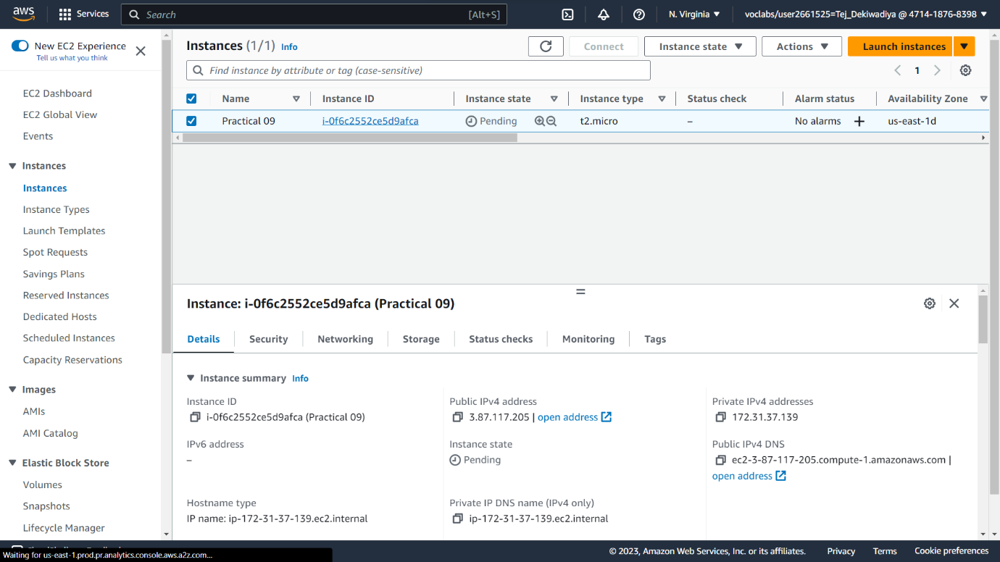 aws
Services
Search
[Alt+S]
N. Virginia
voclabs/user2661525=Tej_Dekiwadiya @ 4714-1876-8398
New EC2 Experience
Tell us what you think
EC2 Dashboard
EC2 Global View
Events
Instances
Instances
Instance Types
Launch Templates
Spot Requests
Savings Plans
Reserved Instances
Dedicated Hosts
Scheduled Instances
Capacity Reservations
Images
AMIs
AMI Catalog
Elastic Block Store
Volumes
Snapshots
Lifecycle Manager
Instances (1/1) Info
Connect
Instance state
Actions
Launch instances
Find instance by attribute or tag (case-sensitive)
1
Name Instance ID Instance state Instance type Status check Alarm status Availability Zone
Practical 09 i-0f6c2552ce5d9afca Pending t2.micro – No alarms + us-east-1d
Instance: i-0f6c2552ce5d9afca (Practical 09)
Details Security Networking Storage Status checks Monitoring Tags
Instance summary Info
Instance ID
i-0f6c2552ce5d9afca (Practical 09)
Public IPv4 address
3.87.117.205 | open address
Private IPv4 addresses
172.31.37.139
IPv6 address
–
Instance state
Pending
Public IPv4 DNS
ec2-3-87-117-205.compute-1.amazonaws.com |
open address
Hostname type
IP name: ip-172-31-37-139.ec2.internal
Private IP DNS name (IPv4 only)
ip-172-31-37-139.ec2.internal
Waiting for us-east-1.prod.pr.analytics.console.aws.a2z.com...
© 2023, Amazon Web Services, Inc. or its affiliates.
Privacy
Terms
Cookie preferences